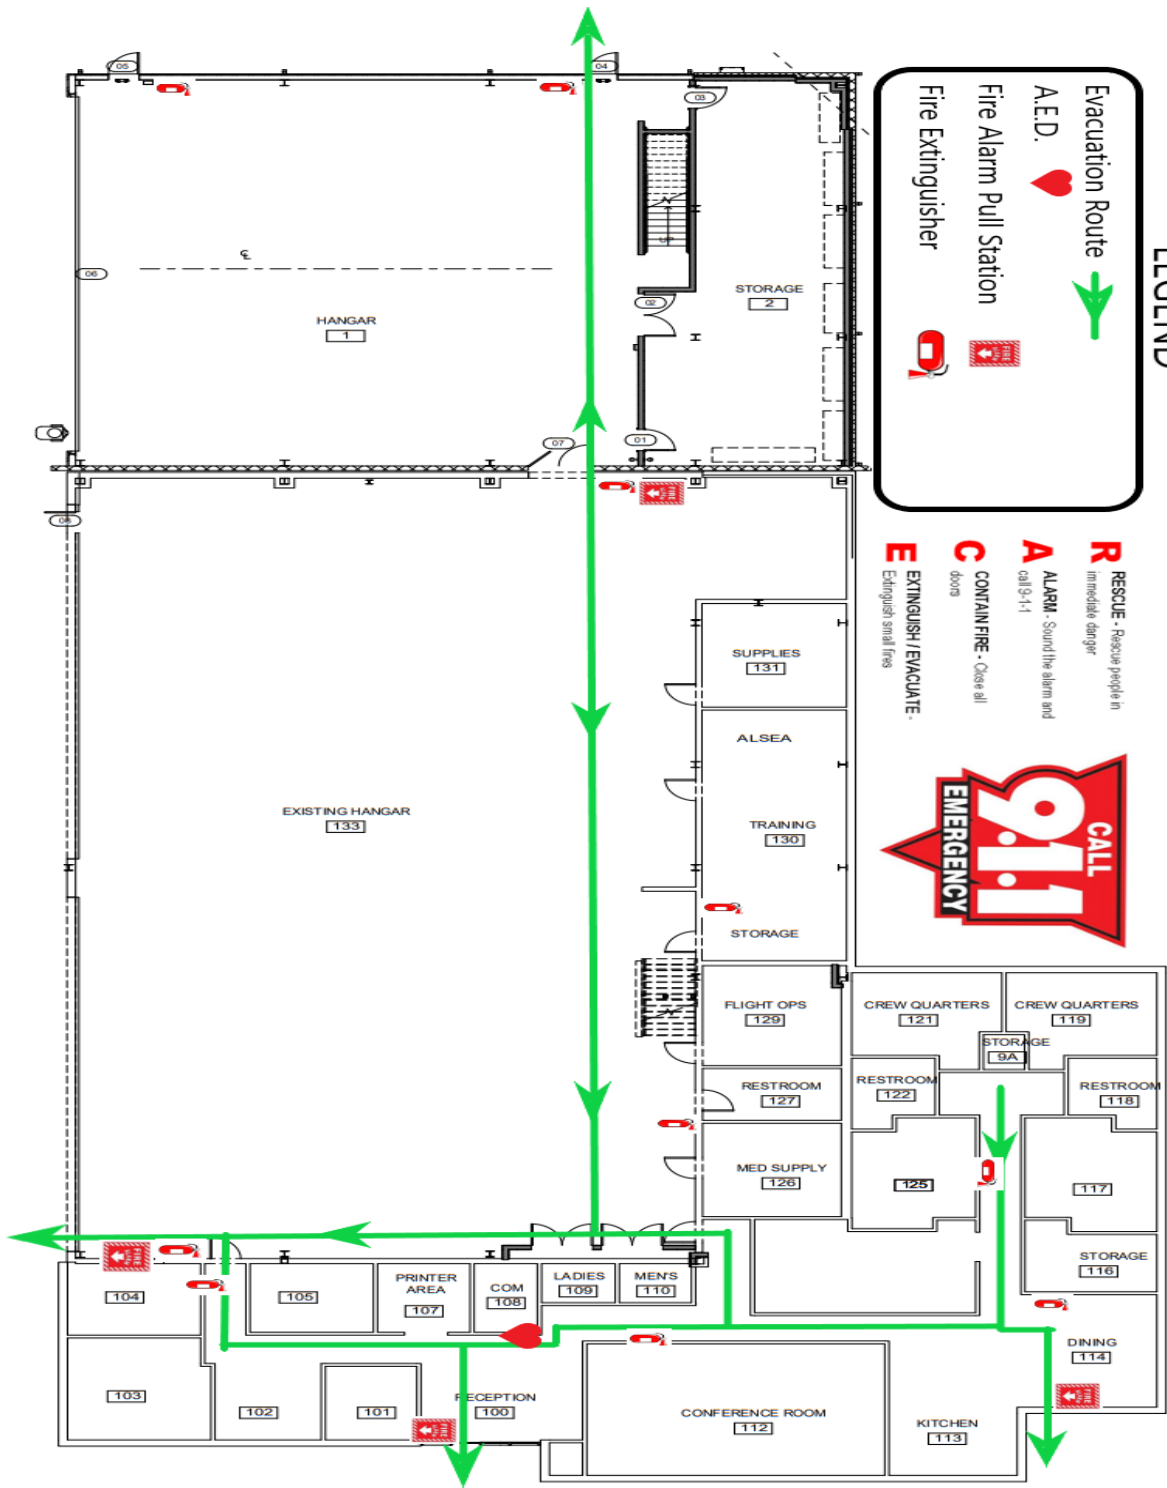 LEGEND
Evacuation Route
A.E.D.
Fire Alarm Pull Station
Fire Extinguisher
R RESCUE - Rescue people in
immediate danger
A ALARM - Sound the alarm and
call 9-1-1
C CONTAIN FIRE - Close all
doors
E EXTINGUISH / EVACUATE -
Extinguish small fires
CALL
9.1.1
EMERGENCY
05
04
03
06
UP
02
STORAGE
2
HANGAR
1
07
01
SUPPLIES
131
ALSEA
TRAINING
130
EXISTING HANGAR
133
STORAGE
FLIGHT OPS
129
CREW QUARTERS
121
CREW QUARTERS
119
STORAGE
9A
RESTROOM
127
RESTROOM
122
RESTROOM
118
MED SUPPLY
126
125
117
STORAGE
116
104
105
PRINTER
AREA
107
COM
108
LADIES
109
MEN'S
110
DINING
114
103
102
101
RECEPTION
100
CONFERENCE ROOM
112
KITCHEN
113